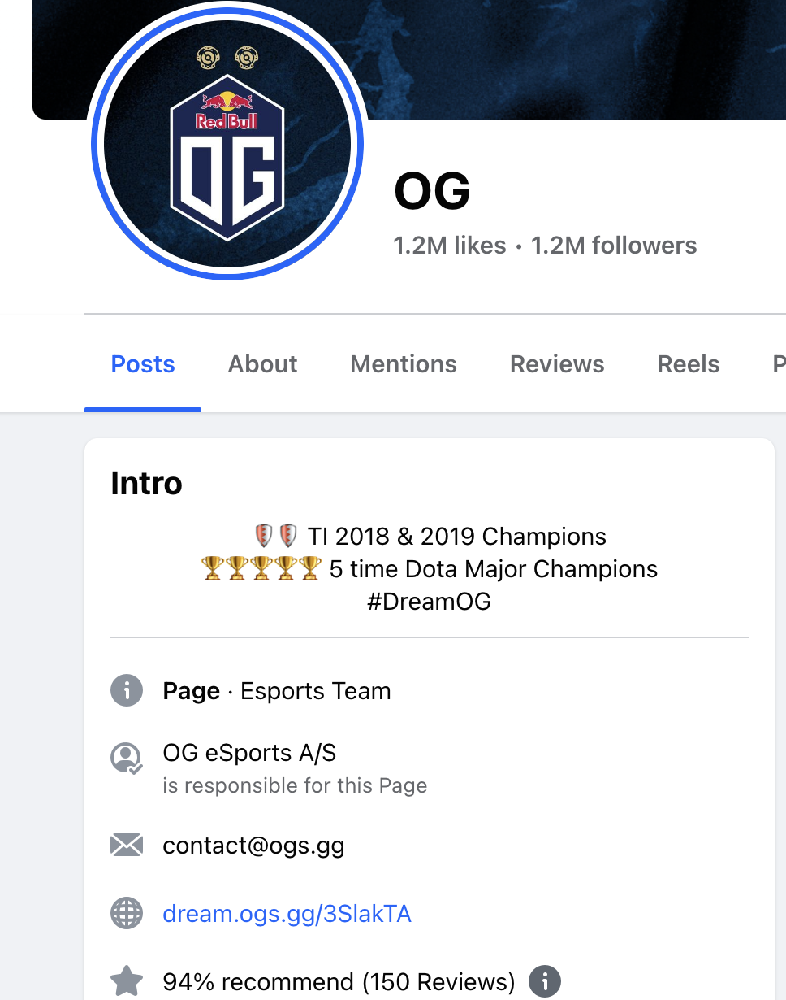 Red Bull
OG
OG
1.2M likes · 1.2M followers
Posts About Mentions Reviews Reels P
Intro
TI 2018 & 2019 Champions
5 time Dota Major Champions
#DreamOG
Page · Esports Team
OG eSports A/S
is responsible for this Page
contact@ogs.gg
dream.ogs.gg/3SlakTA
94% recommend (150 Reviews)